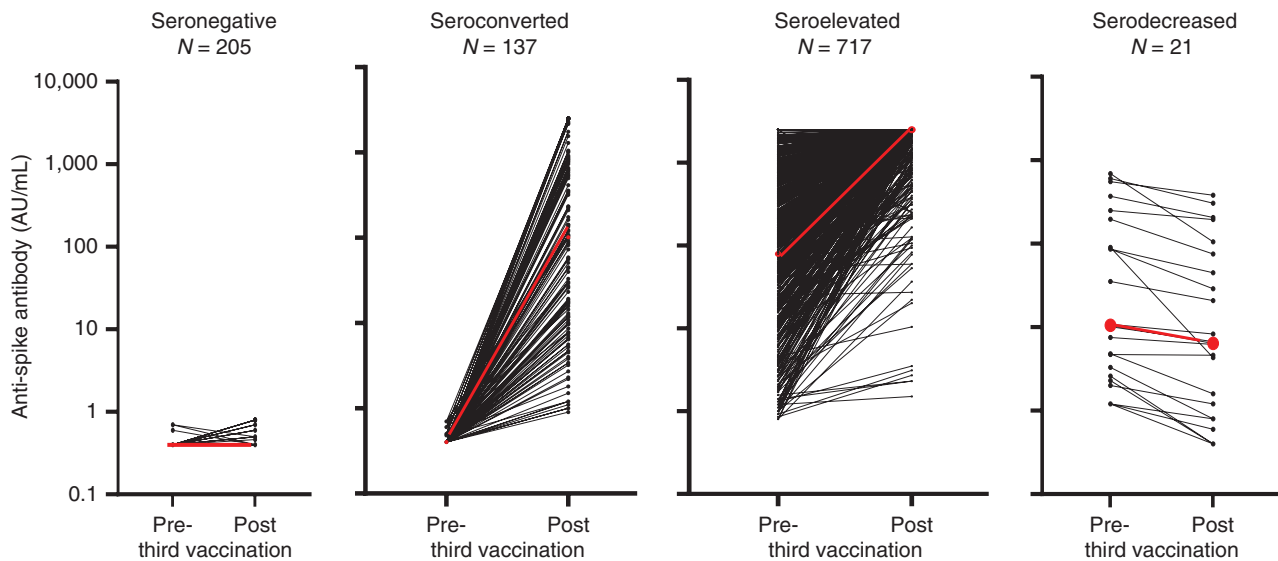 Seronegative
N = 205
Seroconverted
N = 137
Seroelevated
N = 717
Serodecreased
N = 21
Anti-spike antibody (AU/mL)
10,000
1,000
100
10
1
0.1
Pre-
Post
third vaccination
Pre-
Post
third vaccination
Pre-
Post
third vaccination
Pre-
Post
third vaccination